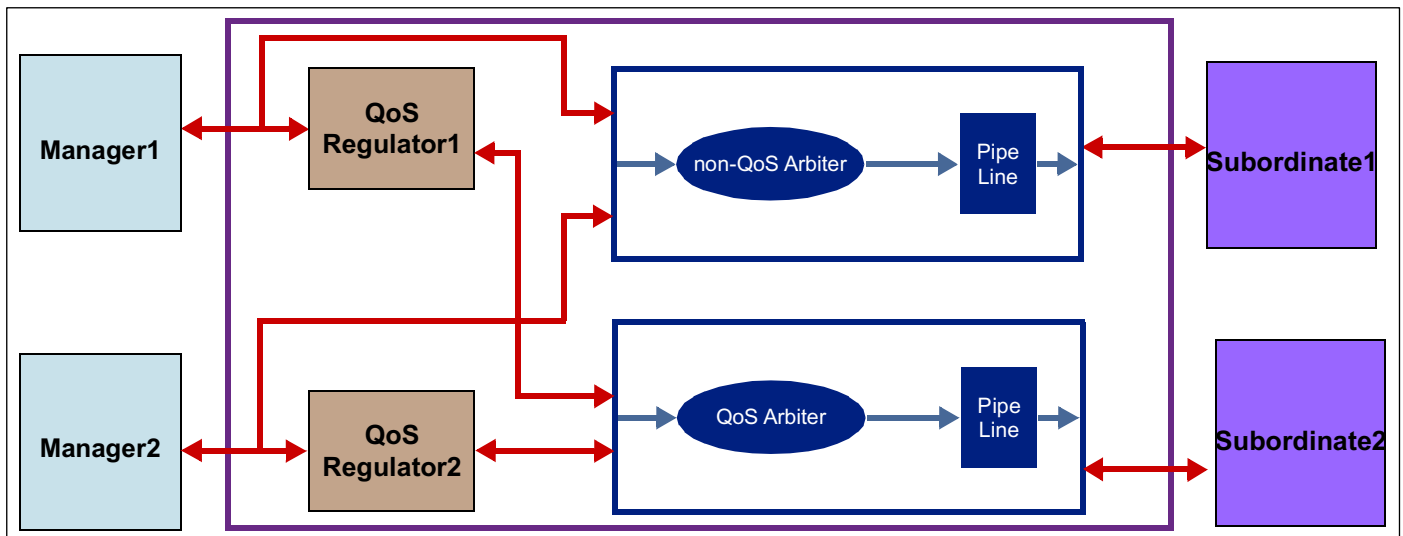 Manager1
QoS
Regulator1
non-QoS Arbiter
Pipe
Line
Subordinate1
Manager2
QoS
Regulator2
QoS Arbiter
Pipe
Line
Subordinate2